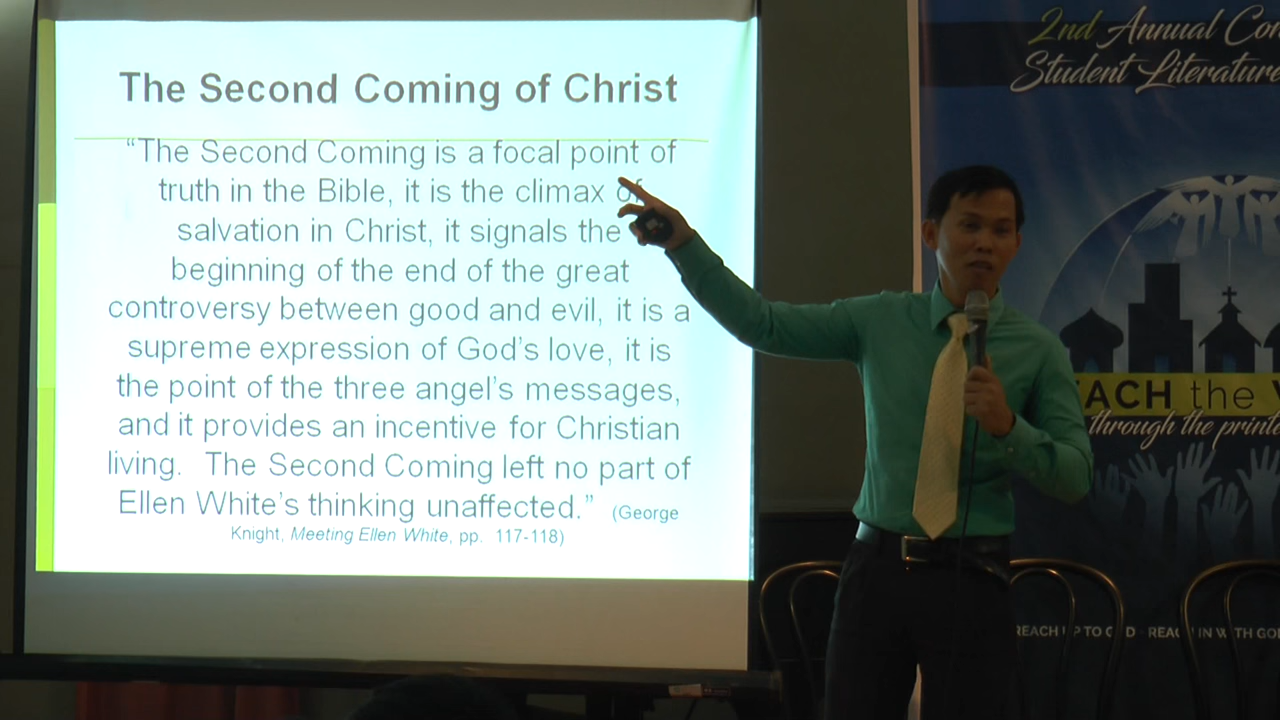 The Second Coming of Christ
“The Second Coming is a focal point of
truth in the Bible, it is the climax of
salvation in Christ, it signals the
beginning of the end of the great
controversy between good and evil, it is a
supreme expression of God's love, it is
the point of the three angel's messages,
and it provides an incentive for Christian
living. The Second Coming left no part of
Ellen White's thinking unaffected.” (George
Knight, Meeting Ellen White, pp. 117-118)
2nd Annual
Student Literature
the
through the
REACH UP TO GOD REACH IN WITH GOD